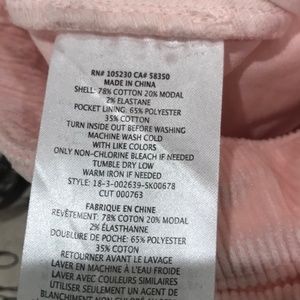 RN# 105230 CA# 58350
MADE IN CHINA
SHELL: 78% COTTON 20% MODAL
2% ELASTANE
POCKET LINING: 65% POLYESTER
35% COTTON
TURN INSIDE OUT BEFORE WASHING
MACHINE WASH COLD
WITH LIKE COLORS
ONLY NON-CHLORINE BLEACH IF NEEDED
TUMBLE DRY LOW
WARM IRON IF NEEDED
STYLE: 18-3-002639-SK00678
CUT 000763
FABRIQUE EN CHINE
REVÊTEMENT: 78% COTON 20% MODAL
2% ÉLASTHANNE
DOUBLURE DE POCHE: 65% POLYESTER
35% COTON
RETOURNER AVANT LE LAVAGE
LAVER EN MACHINE À L'EAU FROIDE
LAVER AVEC COULEURS SIMILAIRES
UTILISER SEULEMENT UN AGENT DE
BLANCHIMENT NON CHLORÉ AU